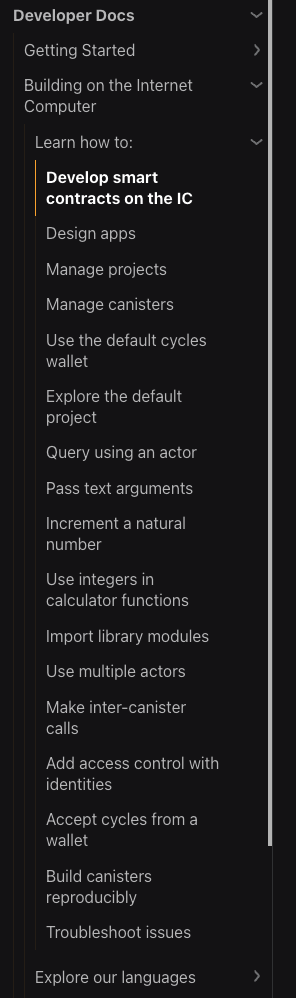 Developer Docs
Getting Started
Building on the Internet
Computer
Learn how to:
Develop smart
contracts on the IC
Design apps
Manage projects
Manage canisters
Use the default cycles
wallet
Explore the default
project
Query using an actor
Pass text arguments
Increment a natural
number
Use integers in
calculator functions
Import library modules
Use multiple actors
Make inter-canister
calls
Add access control with
identities
Accept cycles from a
wallet
Build canisters
reproducibly
Troubleshoot issues
Explore our languages